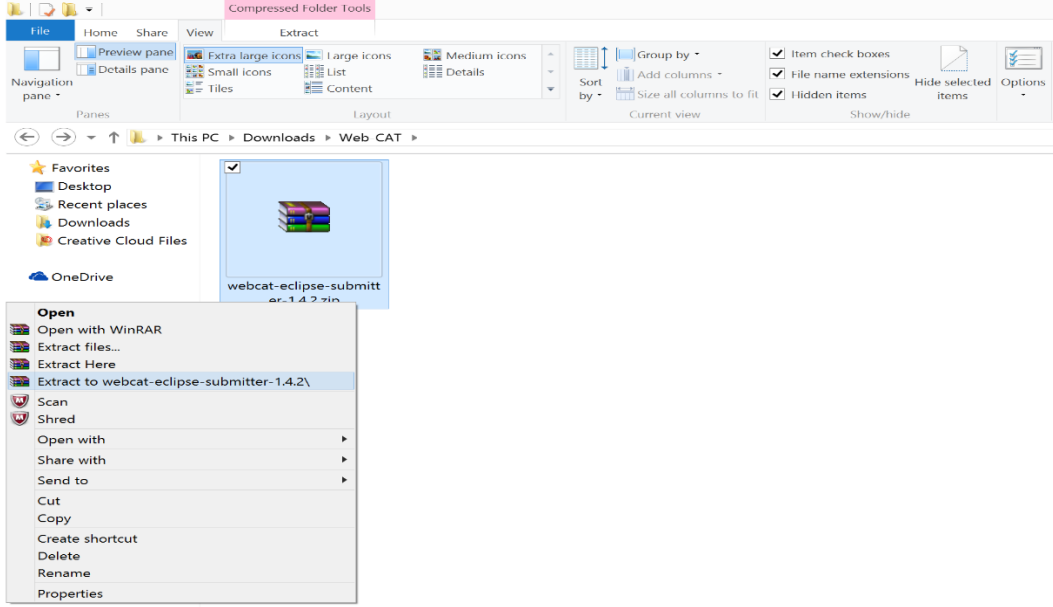 Compressed Folder Tools
File Home Share View Extract
Navigation pane
Preview pane
Details pane
Panes
Extra large icons Large icons Medium icons
Small icons List Details
Tiles Content
Layout
Sort by
Group by
Add columns
Size all columns to fit
Current view
Item check boxes
File name extensions
Hidden items
Hide selected items
Show/hide
Options
This PC Downloads Web CAT
Favorites
Desktop
Recent places
Downloads
Creative Cloud Files
OneDrive
webcat-eclipse-submitt
er-1.4.2.zip
Open
Open with WinRAR
Extract files...
Extract Here
Extract to webcat-eclipse-submitter-1.4.2\
Scan
Shred
Open with
Share with
Send to
Cut
Copy
Create shortcut
Delete
Rename
Properties